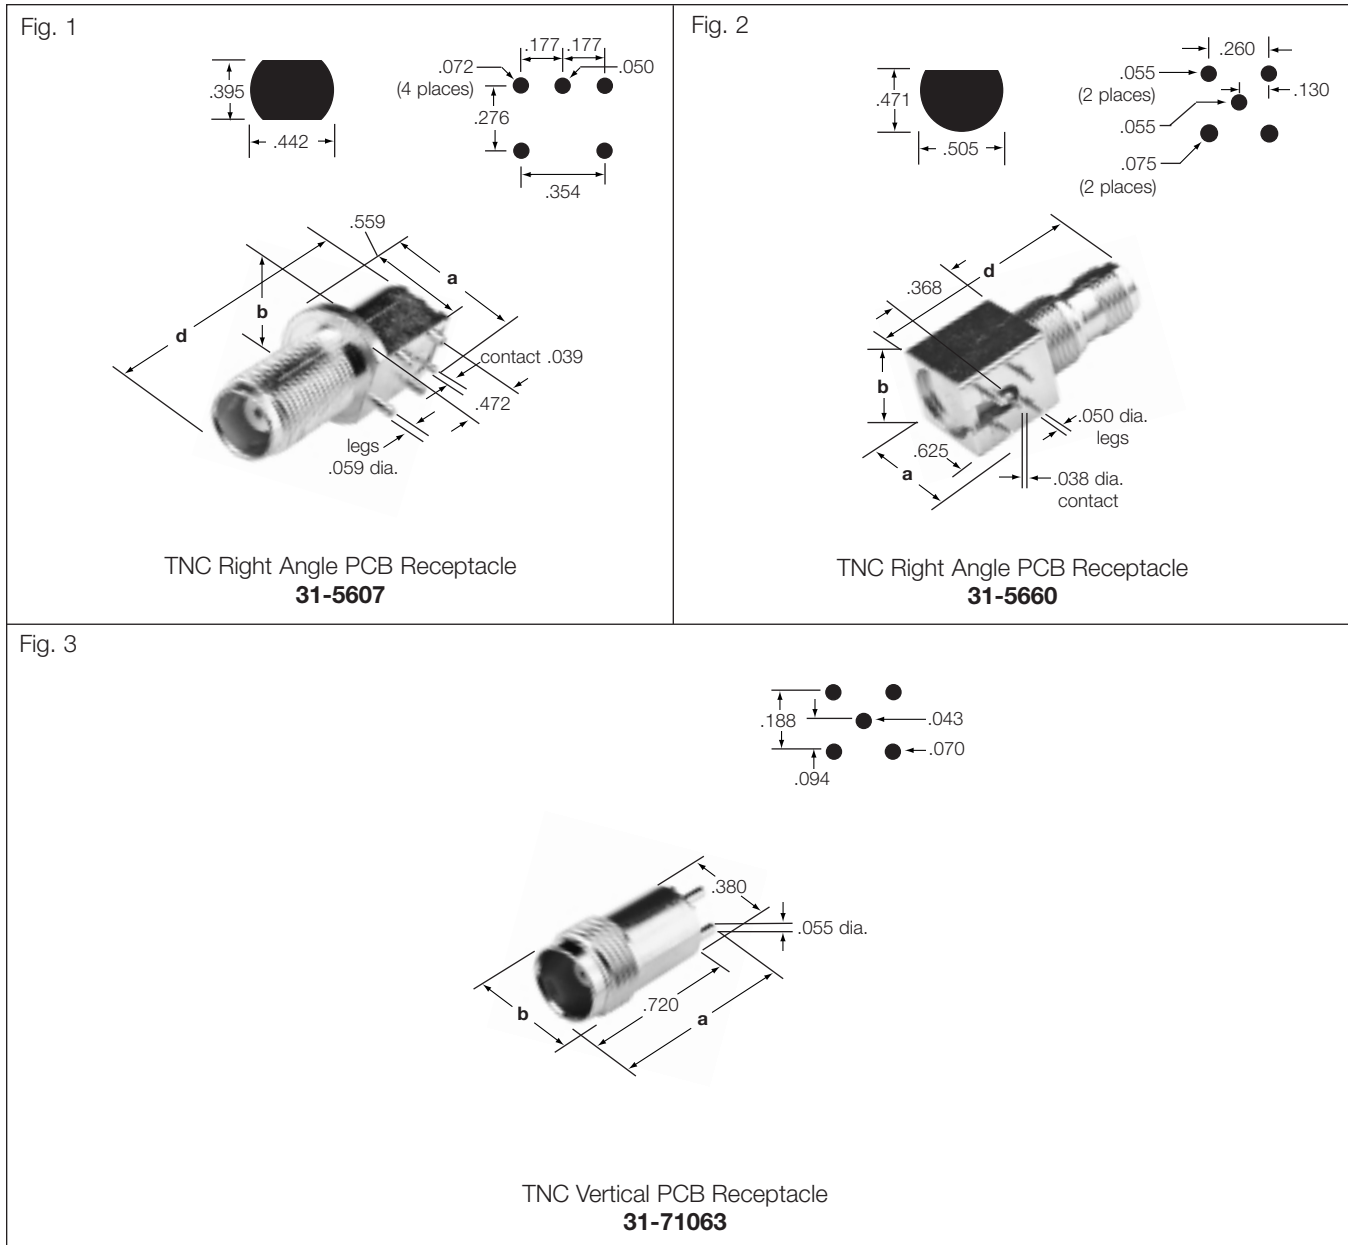 Fig. 1
.395
.442
.177 .177
.072
(4 places)
.050
.276
.354
.559
a
b
d
contact .039
.472
legs
.059 dia.
TNC Right Angle PCB Receptacle
31-5607
Fig. 2
.471
.505
.260
.055
(2 places)
.130
.055
.075
(2 places)
d
.368
b
.050 dia.
legs
.625
a
.038 dia.
contact
TNC Right Angle PCB Receptacle
31-5660
Fig. 3
.188
.043
.070
.094
.380
.055 dia.
.720
b
a
TNC Vertical PCB Receptacle
31-71063